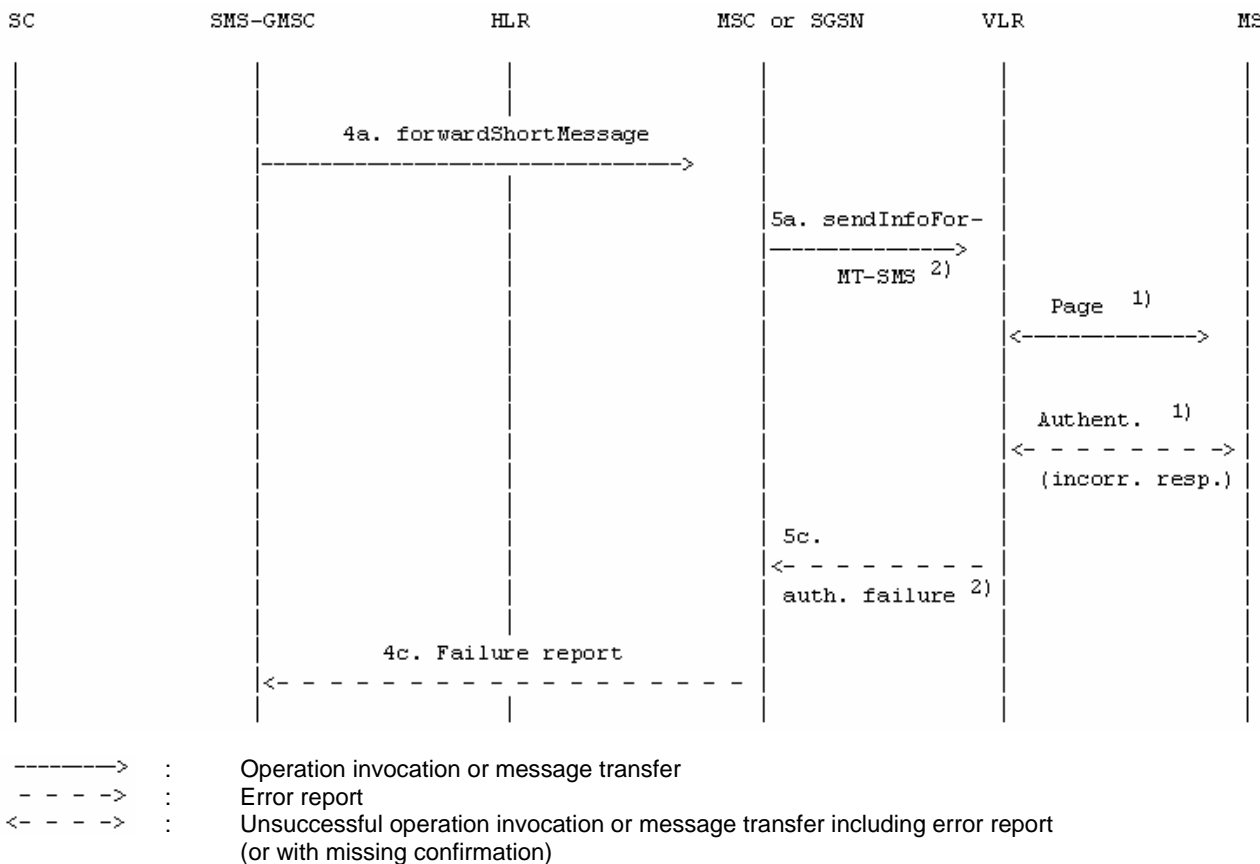 SC SMS-GMSC HLR MSC or SGSN VLR MS
4a. forwardShortMessage
5a. sendInfoFor-
MT-SMS 2)
Page 1)
Authent. 1)
(incorr. resp.)
5c.
auth. failure 2)
4c. Failure report
: Operation invocation or message transfer
: Error report
: Unsuccessful operation invocation or message transfer including error report
(or with missing confirmation)